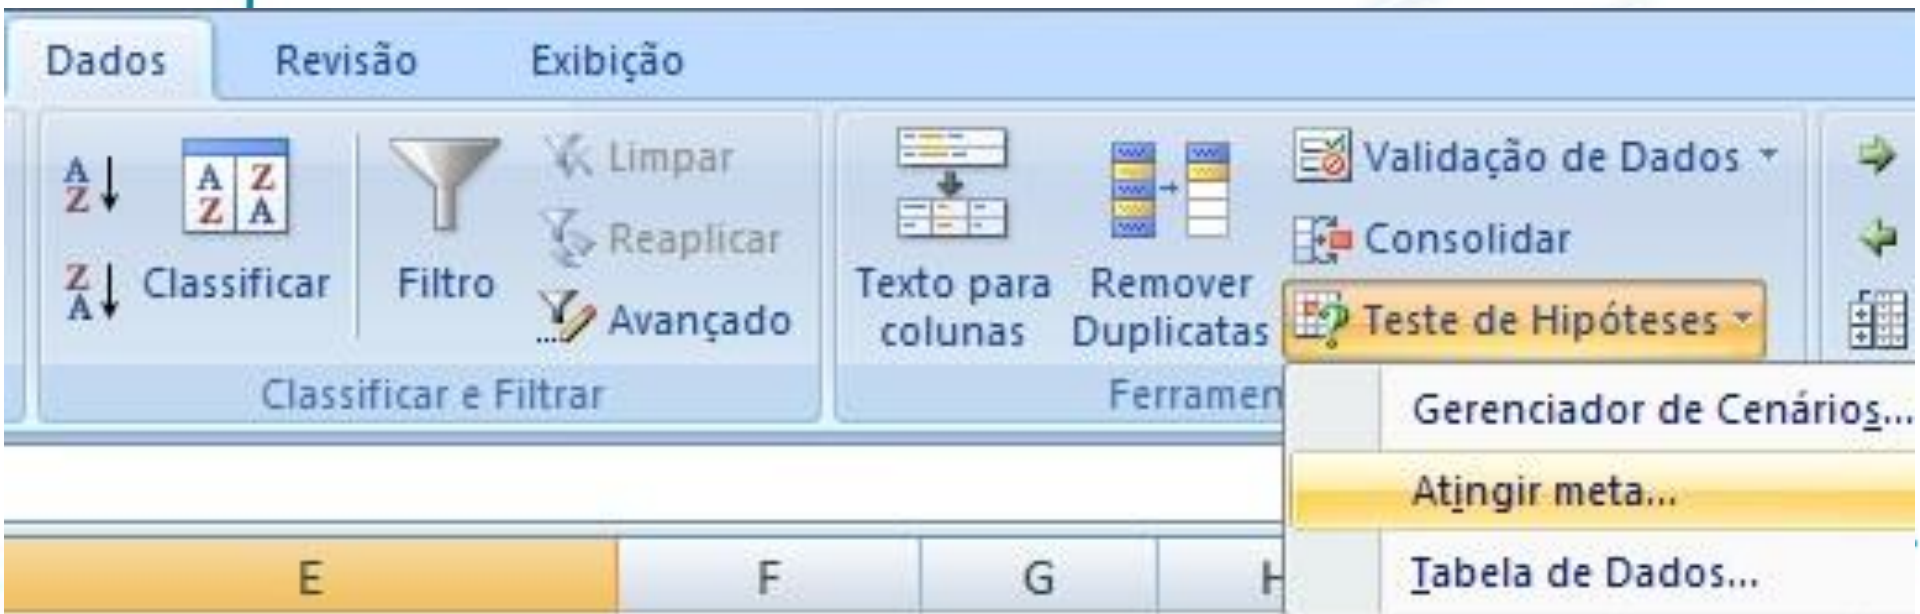 Dados Revisão Exibição
Limpar
Reaplicar
Avançado
Classificar
Filtro
Classificar e Filtrar
Texto para
colunas
Remover
Duplicatas
Validação de Dados
Consolidar
Teste de Hipóteses
Gerenciador de Cenários...
Atingir meta...
Tabela de Dados...
E F G